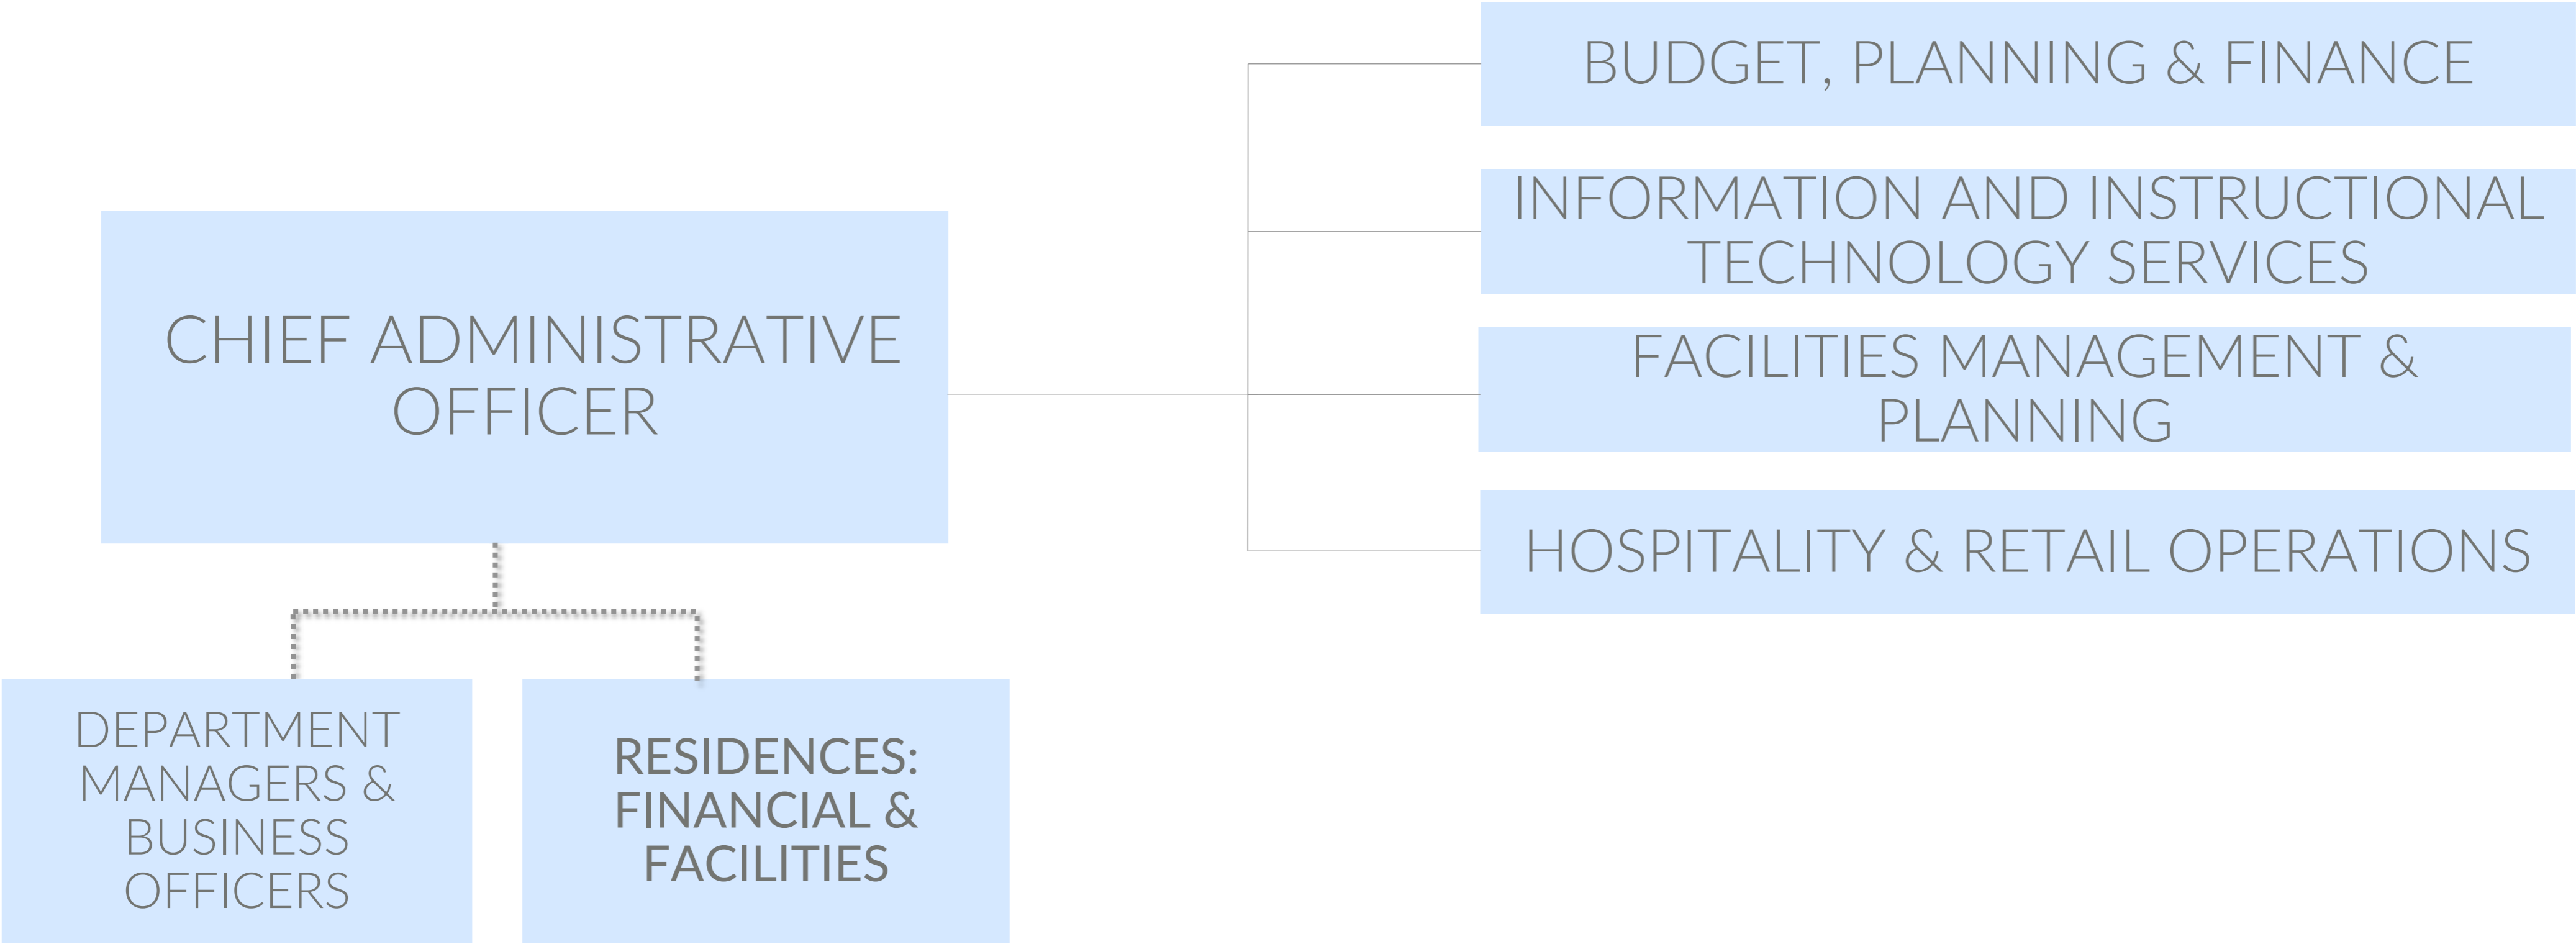 BUDGET, PLANNING & FINANCE
INFORMATION AND INSTRUCTIONAL
TECHNOLOGY SERVICES
CHIEF ADMINISTRATIVE
OFFICER
FACILITIES MANAGEMENT &
PLANNING
HOSPITALITY & RETAIL OPERATIONS
DEPARTMENT
MANAGERS &
BUSINESS
OFFICERS
RESIDENCES:
FINANCIAL &
FACILITIES